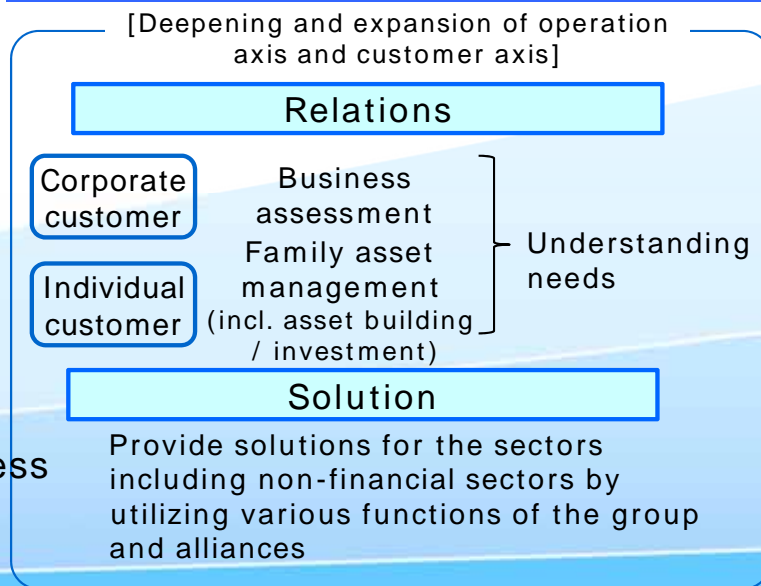 [Deepening and expansion of operation
axis and customer axis]
Relations
Corporate
customer
Business
assessment
Individual
customer
Family asset
management
(incl. asset building
/ investment)
Understanding
needs
Solution
Provide solutions for the sectors
including non-financial sectors by
utilizing various functions of the group
and alliances
ess